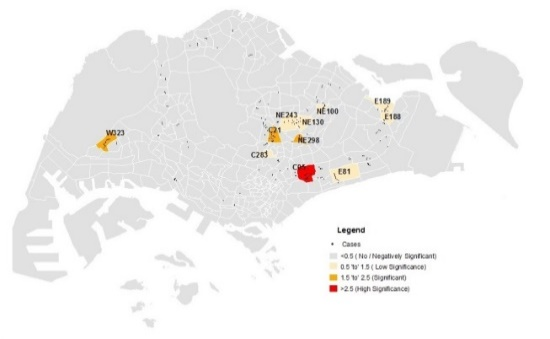 E189
NE100
NE243
E188
NE130
W323
C21
NE298
C283
E81
Legend
Cases
<0.5 ( No / Negatively Significant)
0.5 'to' 1.5 ( Low Significance)
1.5 'to' 2.5 (Significant)
>2.5 (High Significance)